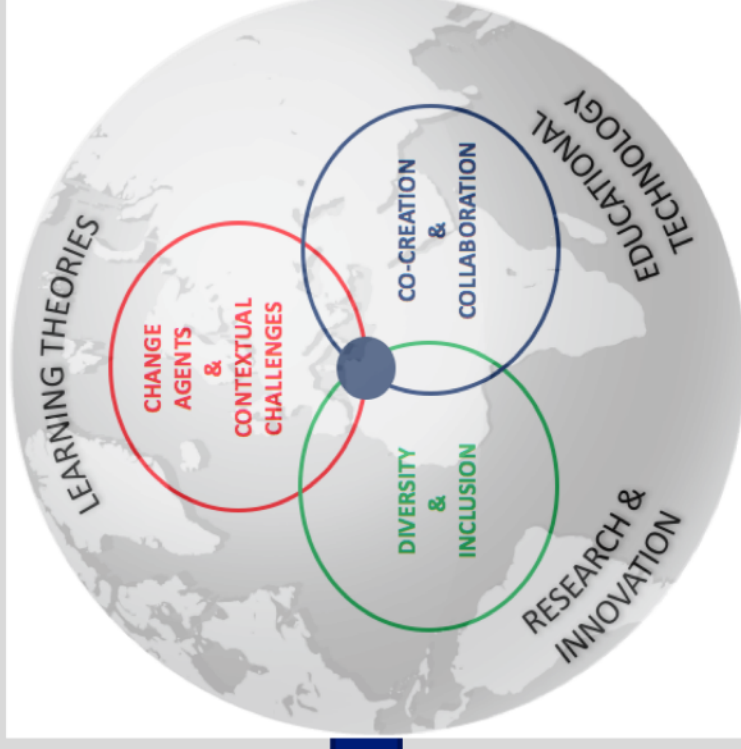 LEARNING THEORIES
CHANGE
AGENTS
&
CONTEXTUAL
CHALLENGES
DIVERSITY
&
INCLUSION
CO-CREATION
&
COLLABORATION
RESEARCH &
INNOVATION
EDUCATIONAL
TECHNOLOGY